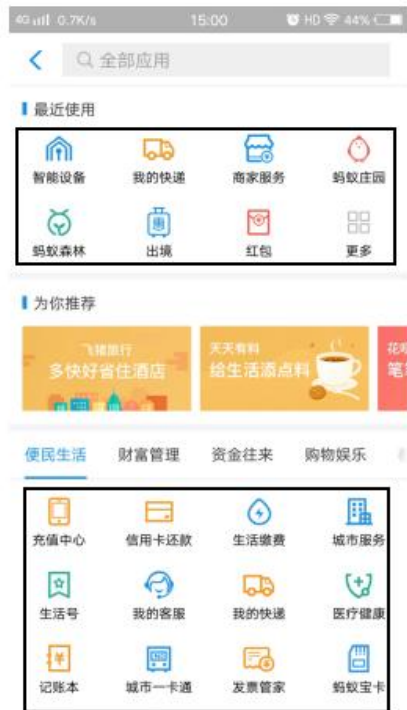 4G 0.7K/s 15:00 HD 44%
全部应用
最近使用
智能设备 我的快递 商家服务 蚂蚁庄园
蚂蚁森林 出境 红包 更多
为你推荐
飞猪旅行 天天有料
多快好省住酒店 给生活添点料
便民生活 财富管理 资金往来 购物娱乐
充值中心 信用卡还款 生活缴费 城市服务
生活号 我的客服 我的快递 医疗健康
记账本 城市一卡通 发票管家 蚂蚁宝卡